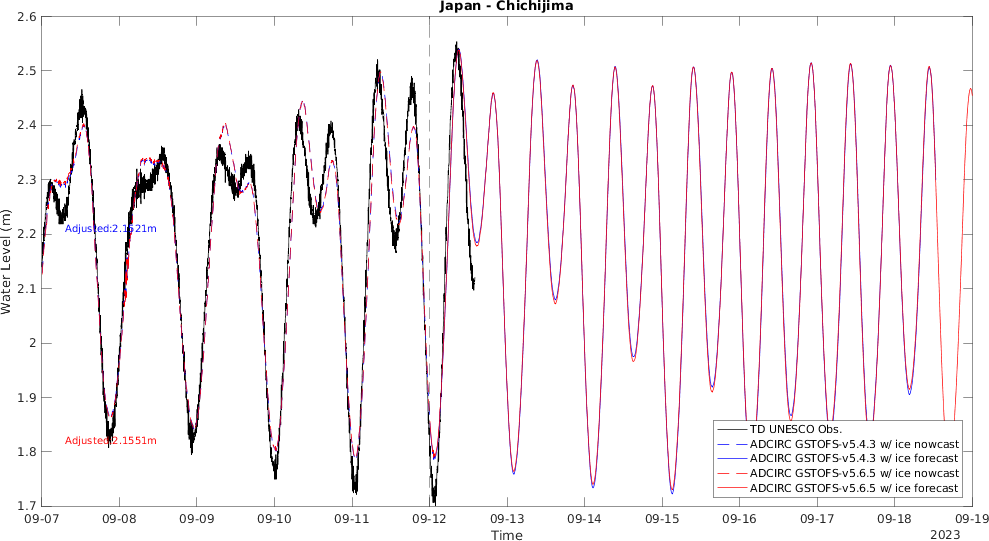 Japan - Chichijima
2.6
2.5
2.4
2.3
2.2
2.1
2
1.9
1.8
1.7
Water Level (m)
Adjusted:2.1521m
Adjusted:2.1551m
TD UNESCO Obs.
ADCIRC GSTOFS-v5.4.3 w/ ice nowcast
ADCIRC GSTOFS-v5.4.3 w/ ice forecast
ADCIRC GSTOFS-v5.6.5 w/ ice nowcast
ADCIRC GSTOFS-v5.6.5 w/ ice forecast
09-07 09-08 09-09 09-10 09-11 09-12 09-13 09-14 09-15 09-16 09-17 09-18 09-19
Time
2023